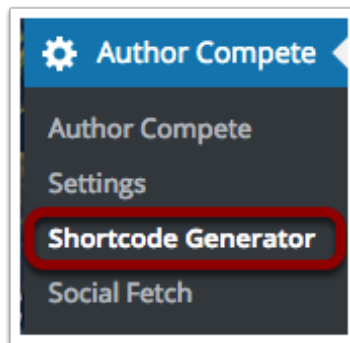 Author Compete
Author Compete
Settings
Shortcode Generator
Social Fetch